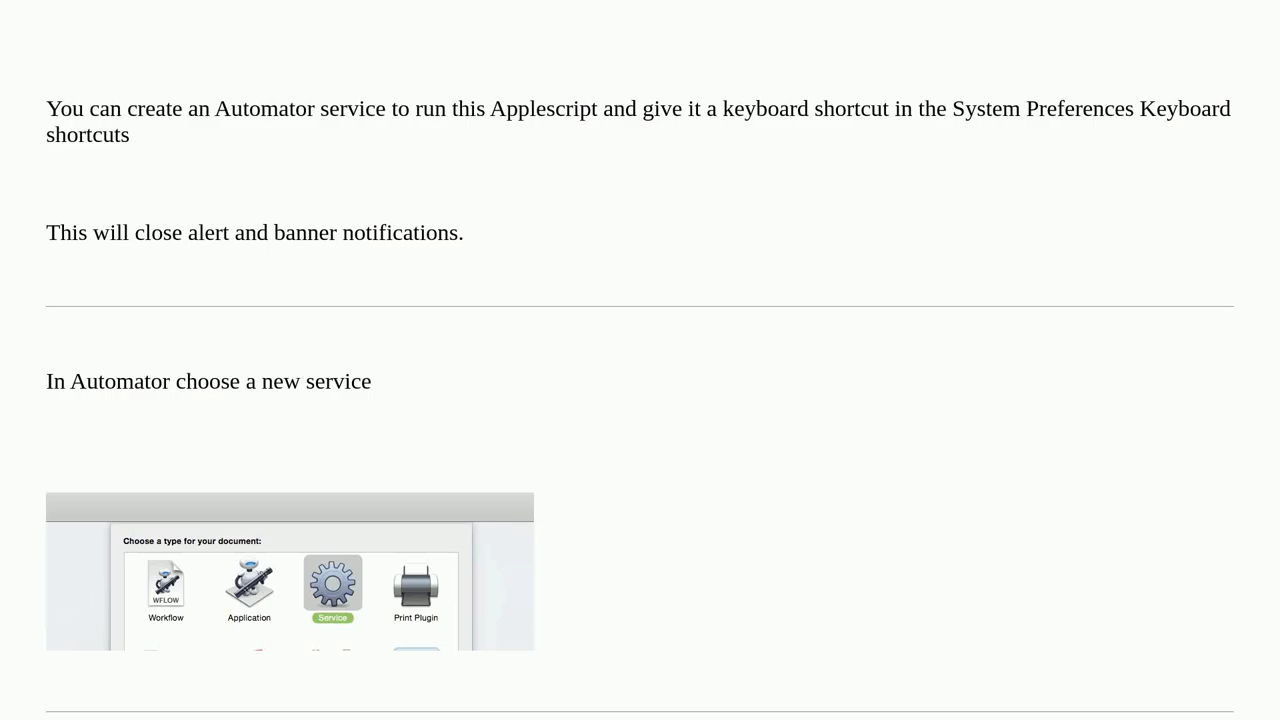 You can create an Automator service to run this Applescript and give it a keyboard shortcut in the System Preferences Keyboard
shortcuts
This will close alert and banner notifications.
In Automator choose a new service
Choose a type for your document:
WFLOW
Workflow Application Service Print Plugin